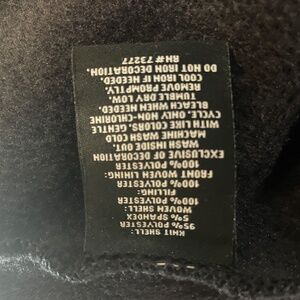 KNIT SHELL:
95% POLYESTER
5% SPANDEX
WOVEN SHELL:
100% POLYESTER
FILLING:
100% POLYESTER
FRONT WOVEN LINING:
100% POLYESTER
EXCLUSIVE OF DECORATION
WASH INSIDE OUT.
MACHINE WASH COLD
WITH LIKE COLORS. GENTLE
CYCLE. ONLY NON-CHLORINE
BLEACH WHEN NEEDED.
TUMBLE DRY LOW.
REMOVE PROMPTLY.
COOL IRON IF NEEDED.
DO NOT IRON DECORATION.
RN# 73277